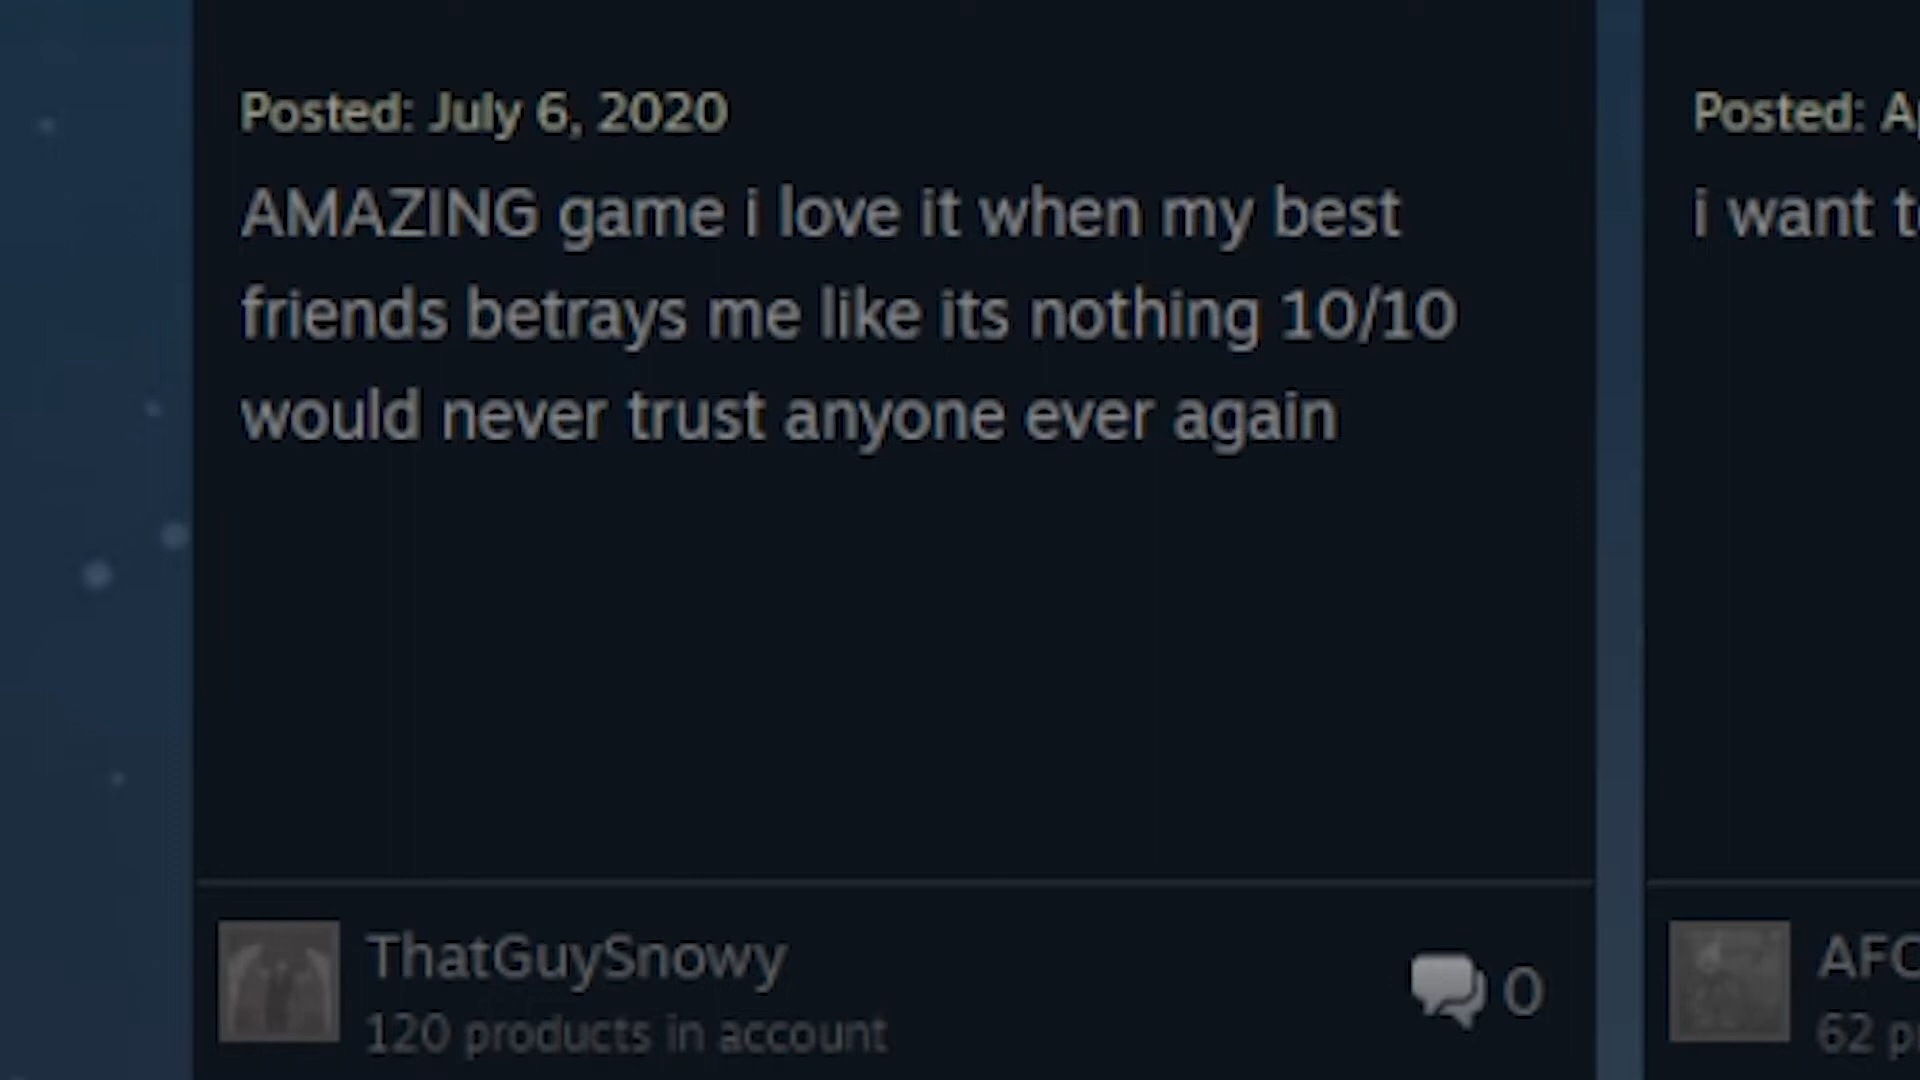 Posted: July 6, 2020
AMAZING game i love it when my best
friends betrays me like its nothing 10/10
would never trust anyone ever again
ThatGuySnowy
120 products in account
0
Posted:
i want
62